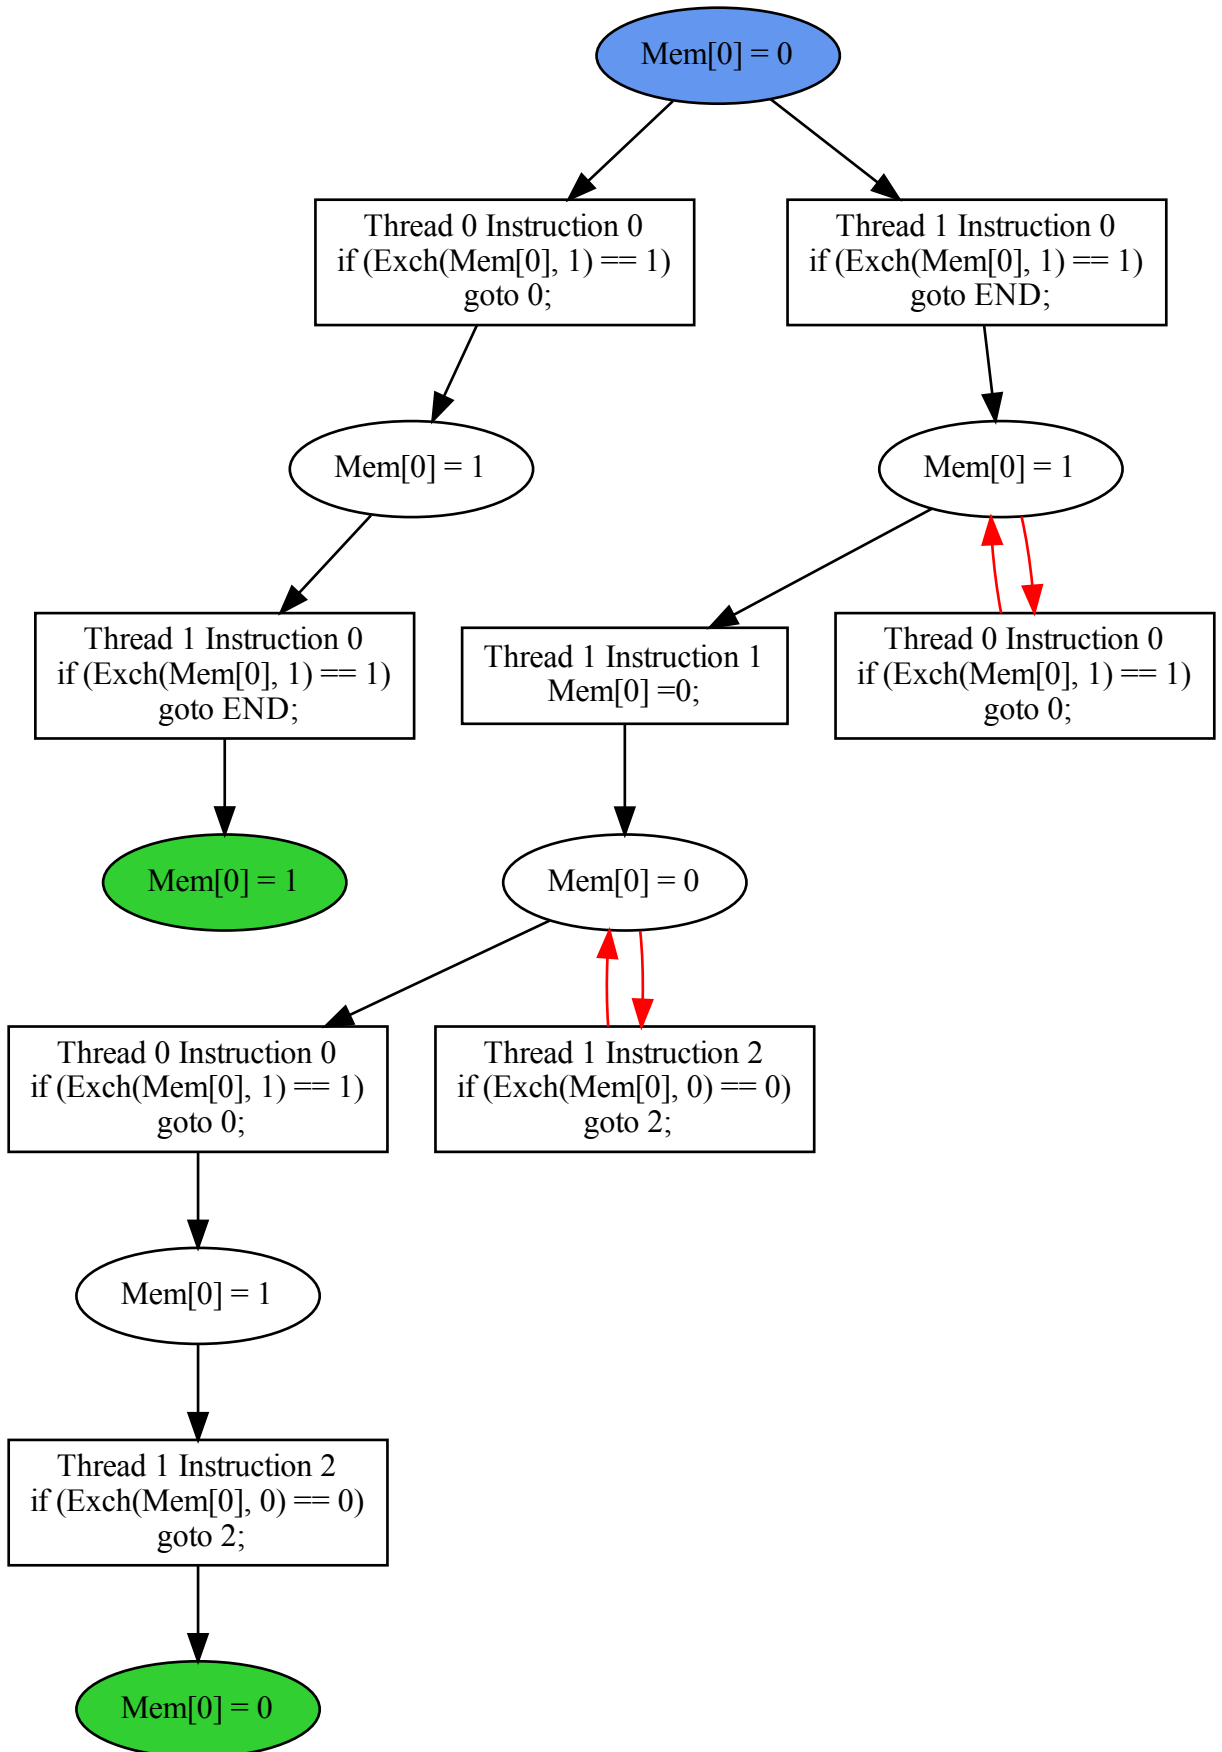 Mem[0] = 0
Thread 0 Instruction 0
if (Exch(Mem[0], 1) == 1)
goto 0;
Thread 1 Instruction 0
if (Exch(Mem[0], 1) == 1)
goto END;
Mem[0] = 1
Mem[0] = 1
Thread 1 Instruction 0
if (Exch(Mem[0], 1) == 1)
goto END;
Thread 1 Instruction 1
Mem[0] =0;
Thread 0 Instruction 0
if (Exch(Mem[0], 1) == 1)
goto 0;
Mem[0] = 1
Mem[0] = 0
Thread 0 Instruction 0
if (Exch(Mem[0], 1) == 1)
goto 0;
Thread 1 Instruction 2
if (Exch(Mem[0], 0) == 0)
goto 2;
Mem[0] = 1
Thread 1 Instruction 2
if (Exch(Mem[0], 0) == 0)
goto 2;
Mem[0] = 0